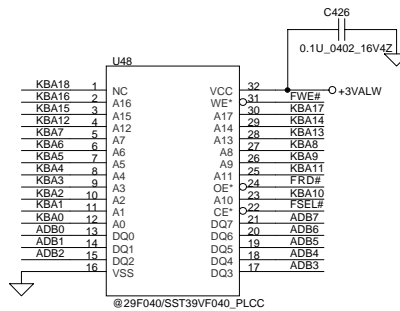 C426
0.1U_0402_16V4Z
U48
+3VALW
KBA18 1 NC VCC 32
KBA16 2 A16 WE* 31 FWE#
KBA15 3 A15 A17 30 KBA17
KBA12 4 A12 A14 29 KBA14
KBA7 5 A7 A13 28 KBA13
KBA6 6 A6 A8 27 KBA8
KBA5 7 A5 A9 26 KBA9
KBA4 8 A4 A11 25 KBA11
KBA3 9 A3 OE* 24 FRD#
KBA2 10 A2 A10 23 KBA10
KBA1 11 A1 CE* 22 FSEL#
KBA0 12 A0 DQ7 21 ADB7
ADB0 13 DQ0 DQ6 20 ADB6
ADB1 14 DQ1 DQ5 19 ADB5
ADB2 15 DQ2 DQ4 18 ADB4
16 VSS DQ3 17 ADB3
@29F040/SST39VF040_PLCC